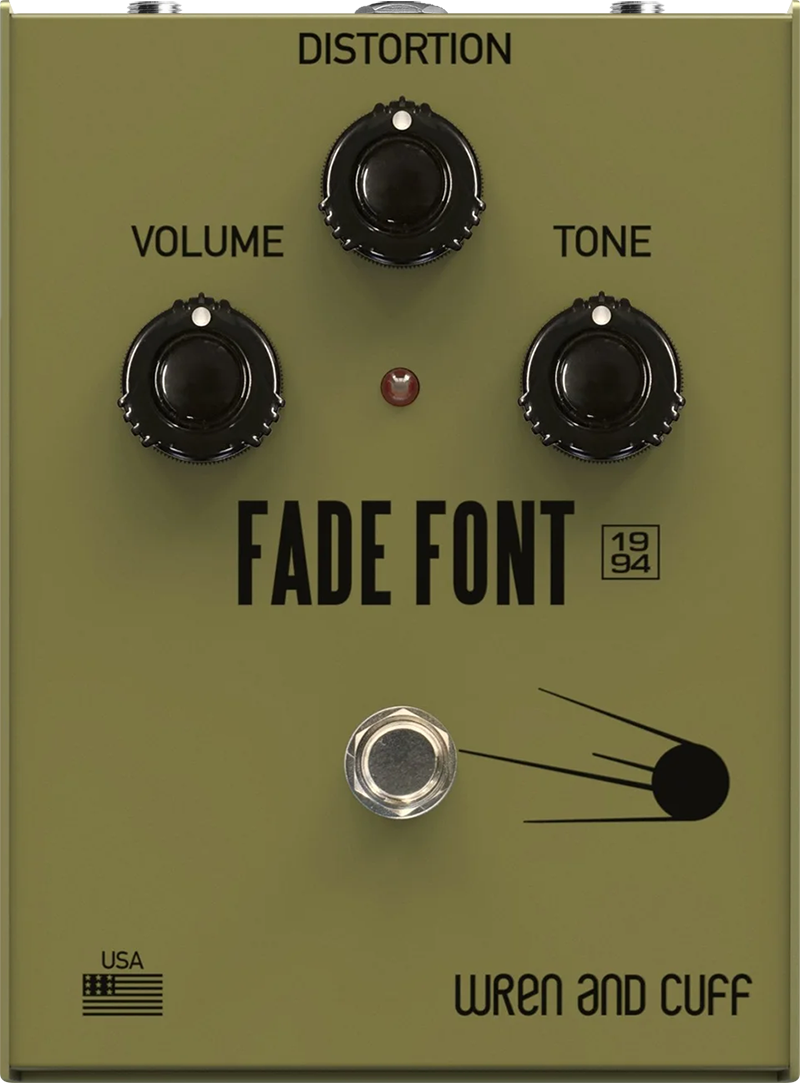 DISTORTION
VOLUME
TONE
FADE FONT
19
94
USA
wren and cuff